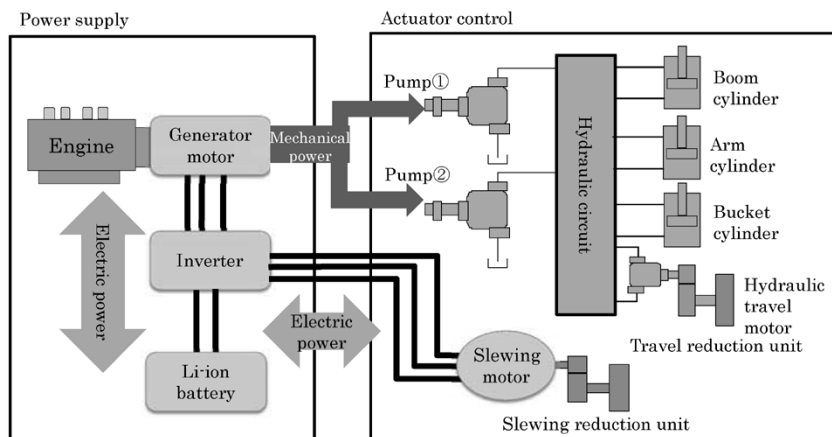 Power supply
Actuator control
Engine
Generator
motor
Mechanical
power
Pump①
Pump②
Hydraulic circuit
Boom
cylinder
Arm
cylinder
Bucket
cylinder
Hydraulic
travel
motor
Travel reduction unit
Electric power
Inverter
Electric
power
Li-ion
battery
Slewing
motor
Slewing reduction unit